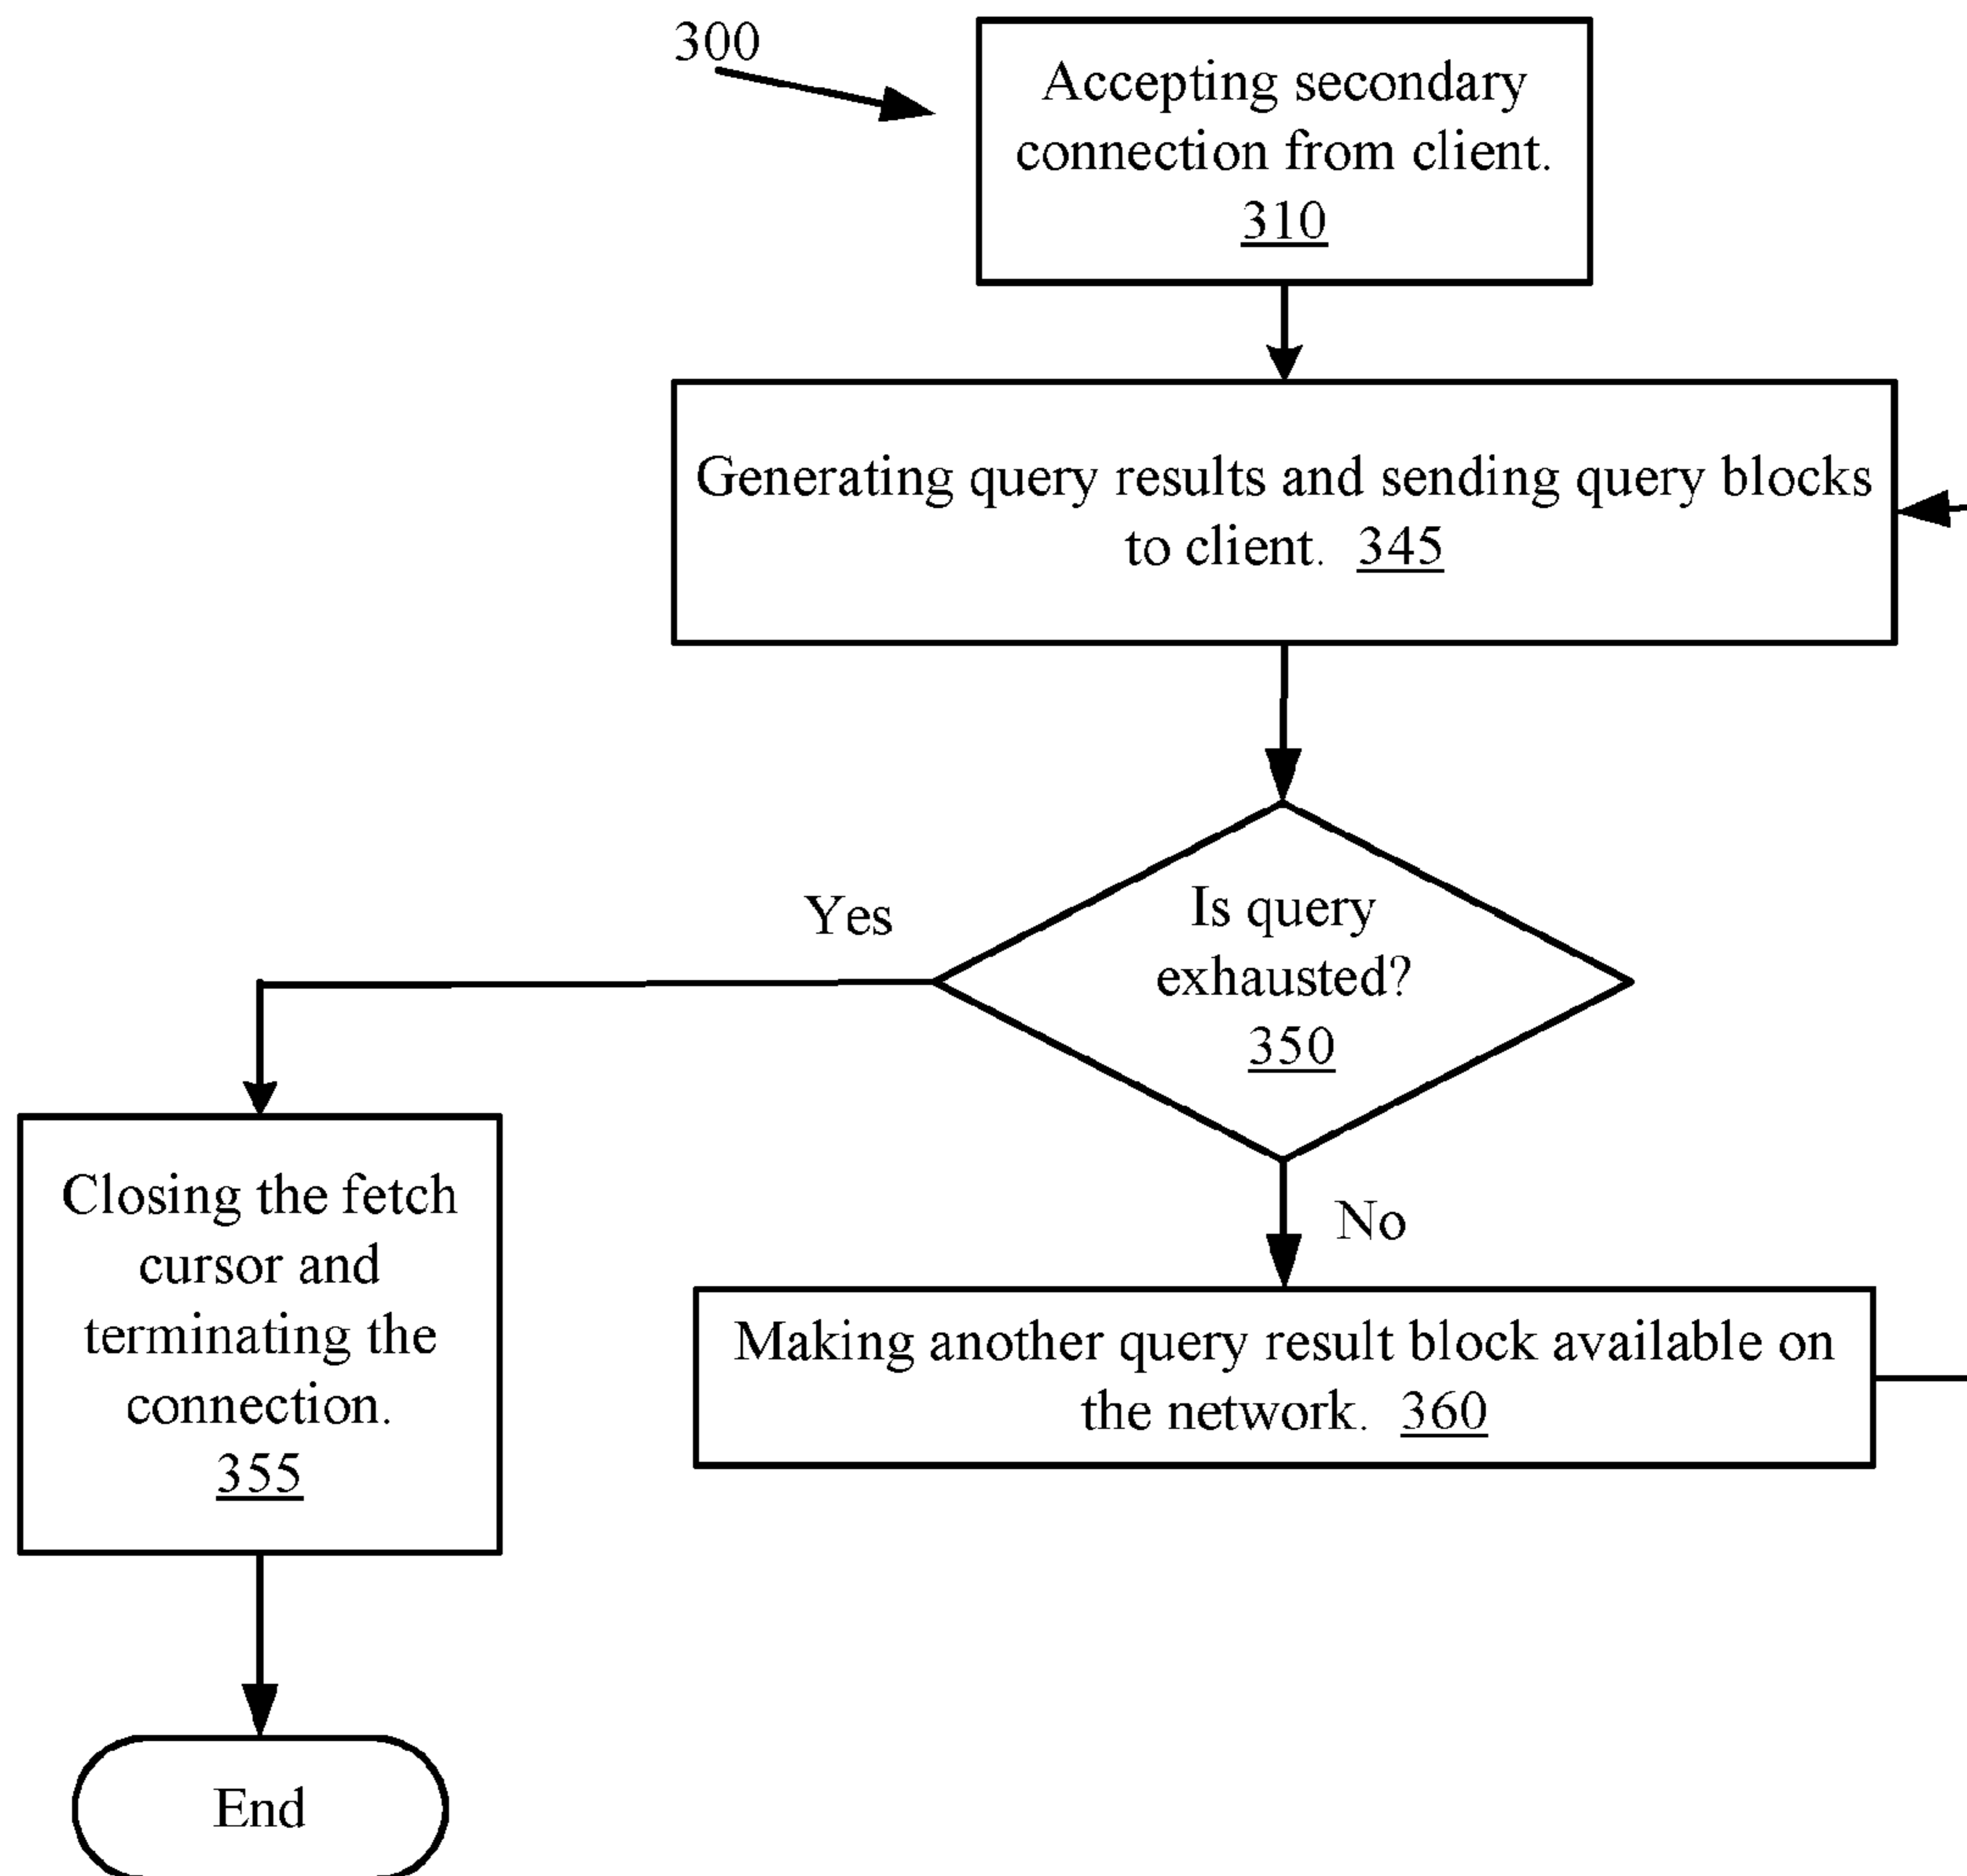 300
Accepting secondary
connection from client.
310
Generating query results and sending query blocks
to client. 345
Is query
exhausted?
350
Yes
No
Closing the fetch
cursor and
terminating the
connection.
355
Making another query result block available on
the network. 360
End